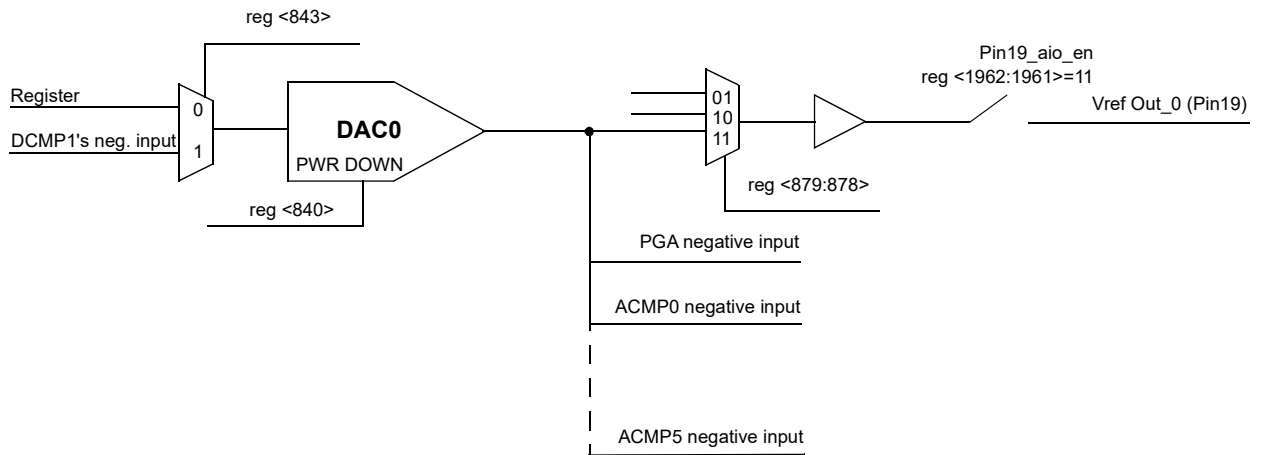 reg <843>
Pin19_aio_en
reg <1962:1961>=11
Register
0
DCMP1's neg. input
1
DAC0
PWR DOWN
01
10
11
Vref Out_0 (Pin19)
reg <840>
reg <879:878>
PGA negative input
ACMP0 negative input
ACMP5 negative input